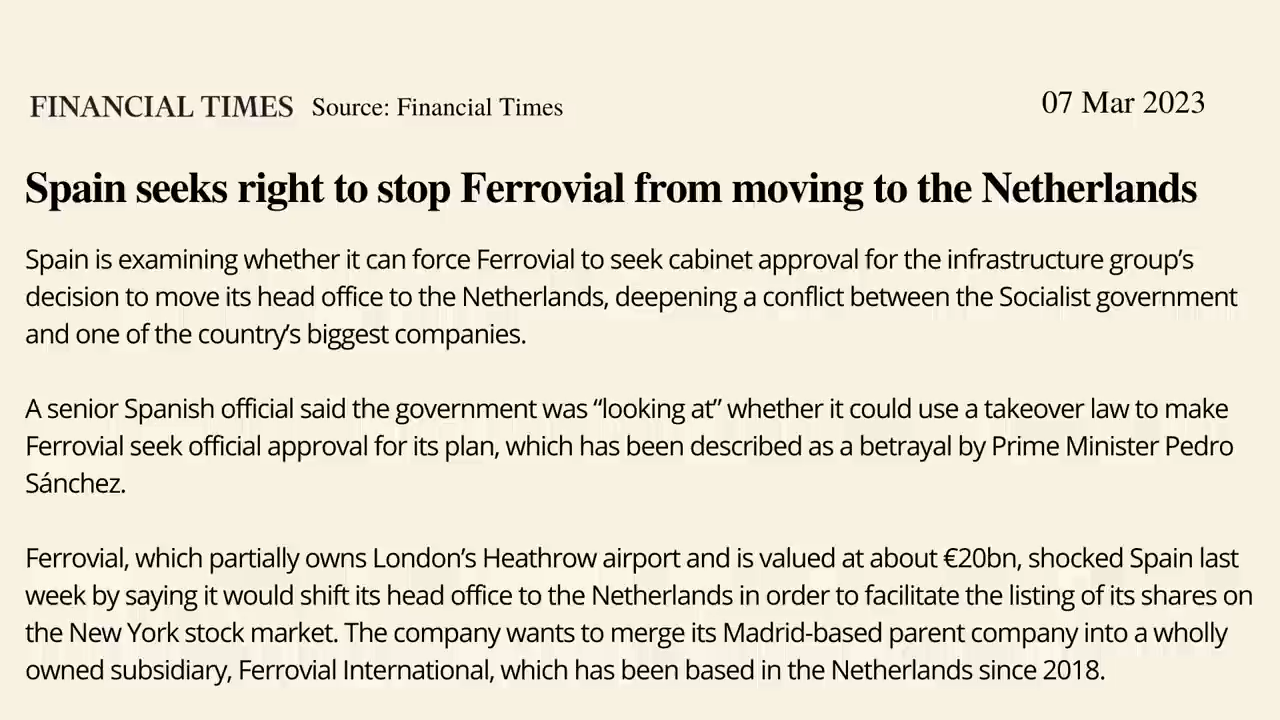 FINANCIAL TIMES Source: Financial Times 07 Mar 2023
Spain seeks right to stop Ferrovial from moving to the Netherlands
Spain is examining whether it can force Ferrovial to seek cabinet approval for the infrastructure group’s
decision to move its head office to the Netherlands, deepening a conflict between the Socialist government
and one of the country’s biggest companies.
A senior Spanish official said the government was “looking at” whether it could use a takeover law to make
Ferrovial seek official approval for its plan, which has been described as a betrayal by Prime Minister Pedro
Sánchez.
Ferrovial, which partially owns London’s Heathrow airport and is valued at about €20bn, shocked Spain last
week by saying it would shift its head office to the Netherlands in order to facilitate the listing of its shares on
the New York stock market. The company wants to merge its Madrid-based parent company into a wholly
owned subsidiary, Ferrovial International, which has been based in the Netherlands since 2018.